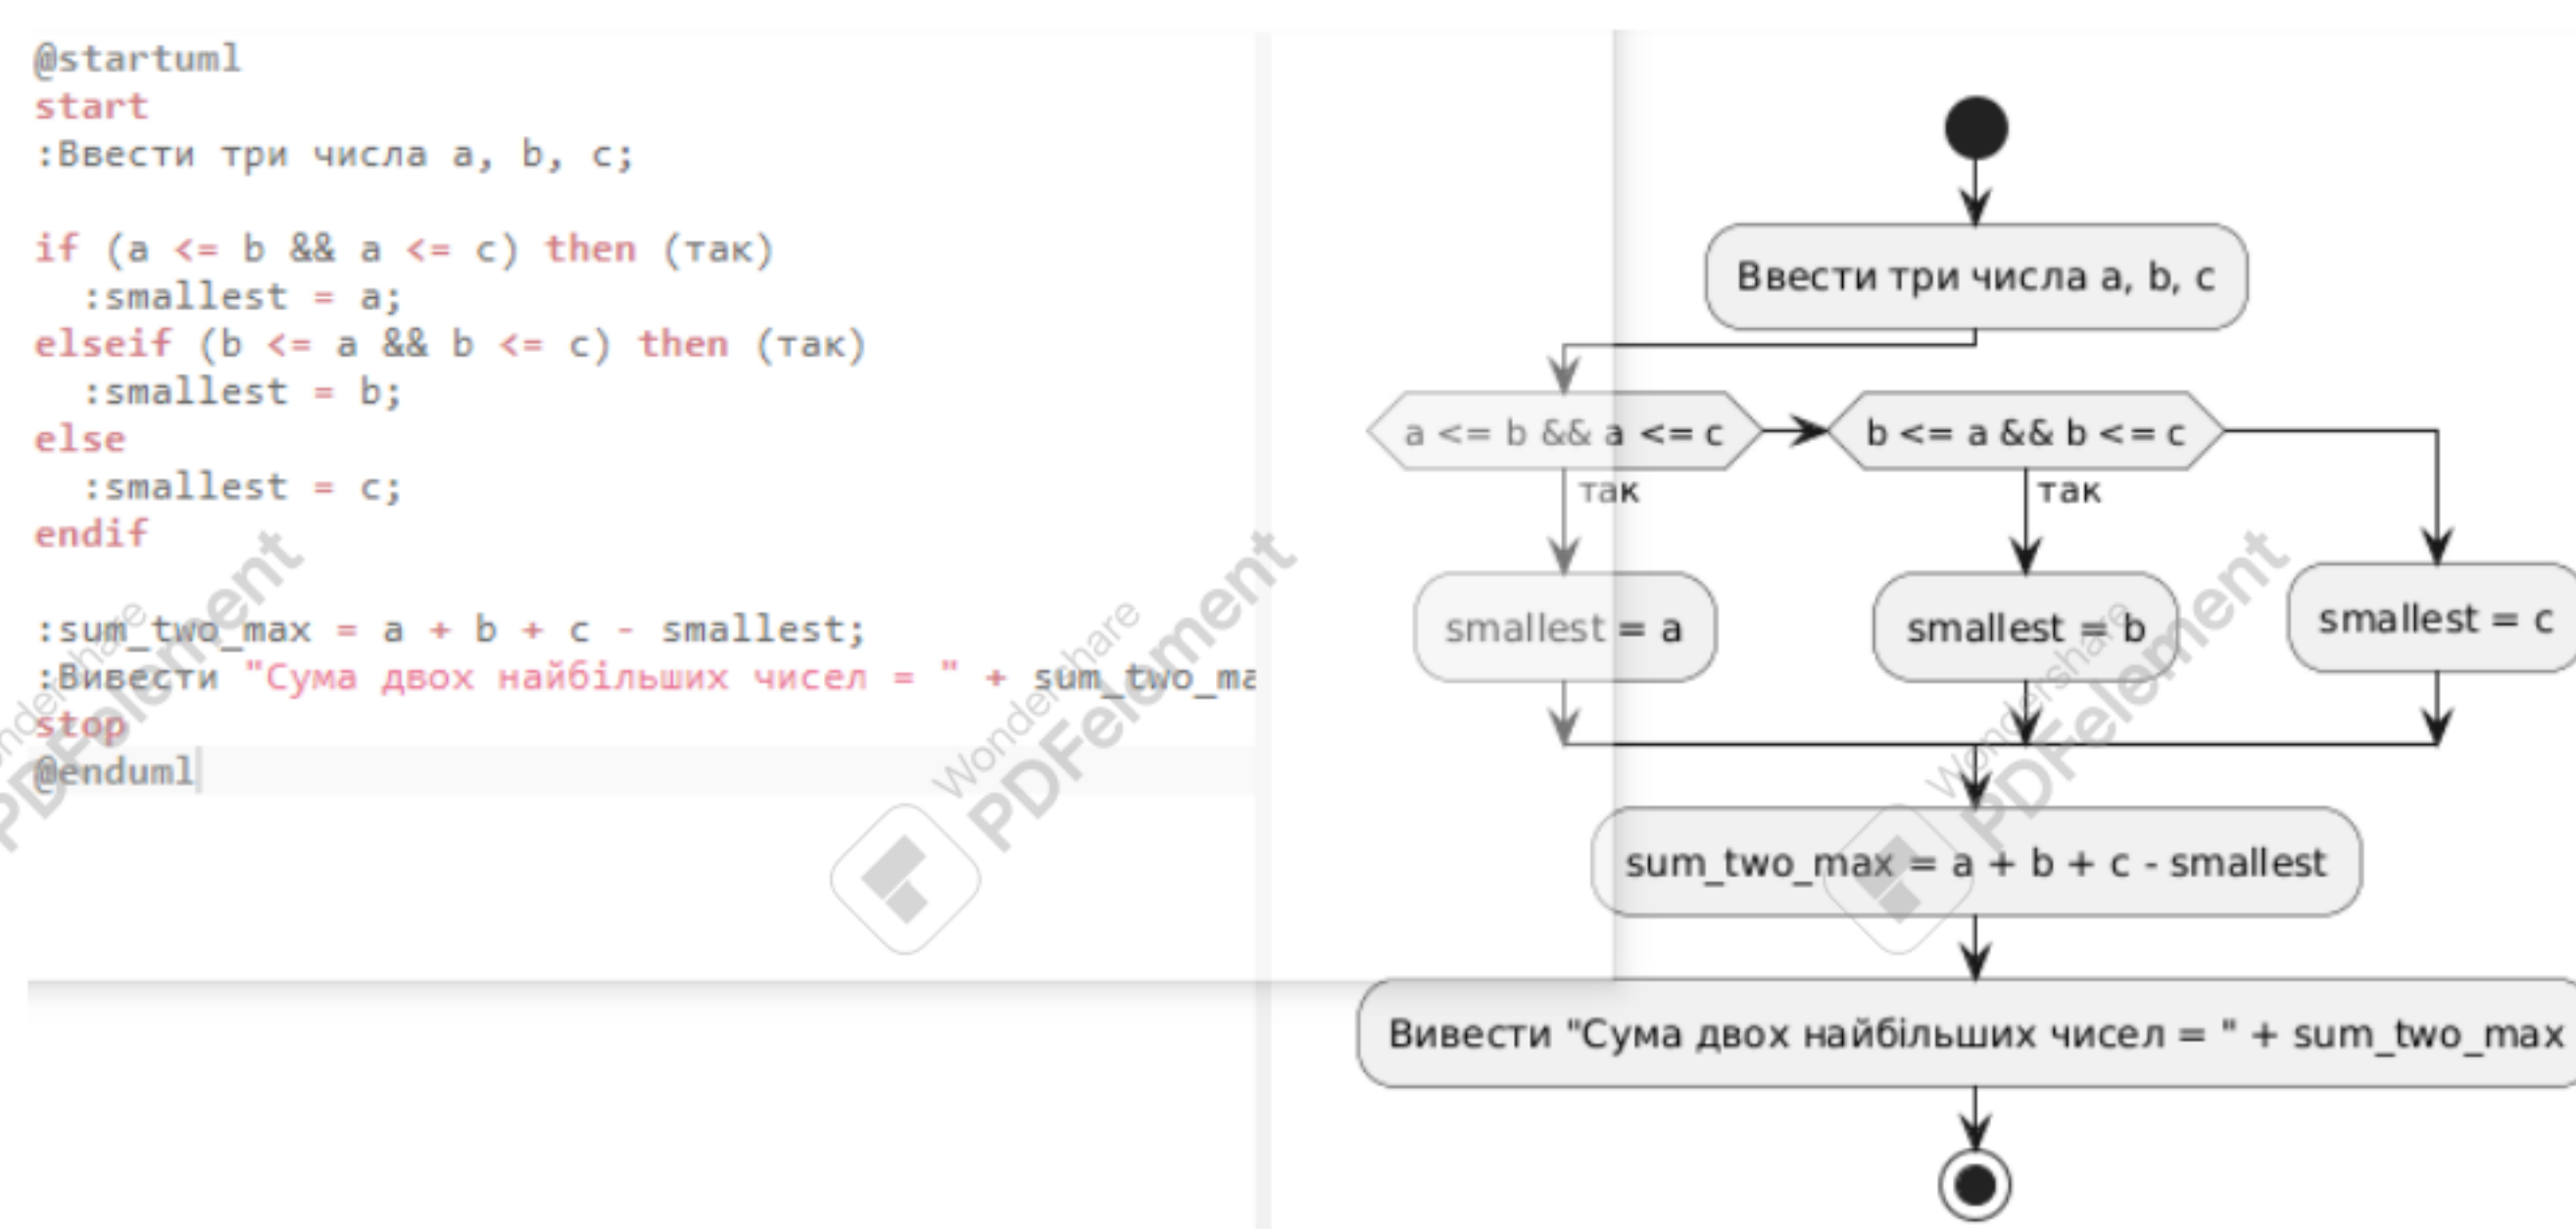 @startuml
start
:Ввести три числа a, b, c;
if (a <= b && a <= c) then (так)
:smallest = a;
elseif (b <= a && b <= c) then (так)
:smallest = b;
else
:smallest = c;
endif
:sum_two_max = a + b + c - smallest;
:Вивести "Сума двох найбільших чисел = " + sum_two_ma
stop
@enduml
Ввести три числа a, b, c
a <= b && a <= c
b <= a && b <= c
так
так
smallest = a
smallest = b
smallest = c
sum_two_max = a + b + c - smallest
Вивести "Сума двох найбільших чисел = " + sum_two_max
Wondershare
PDFelement
Wondershare
PDFelement
PDFelement